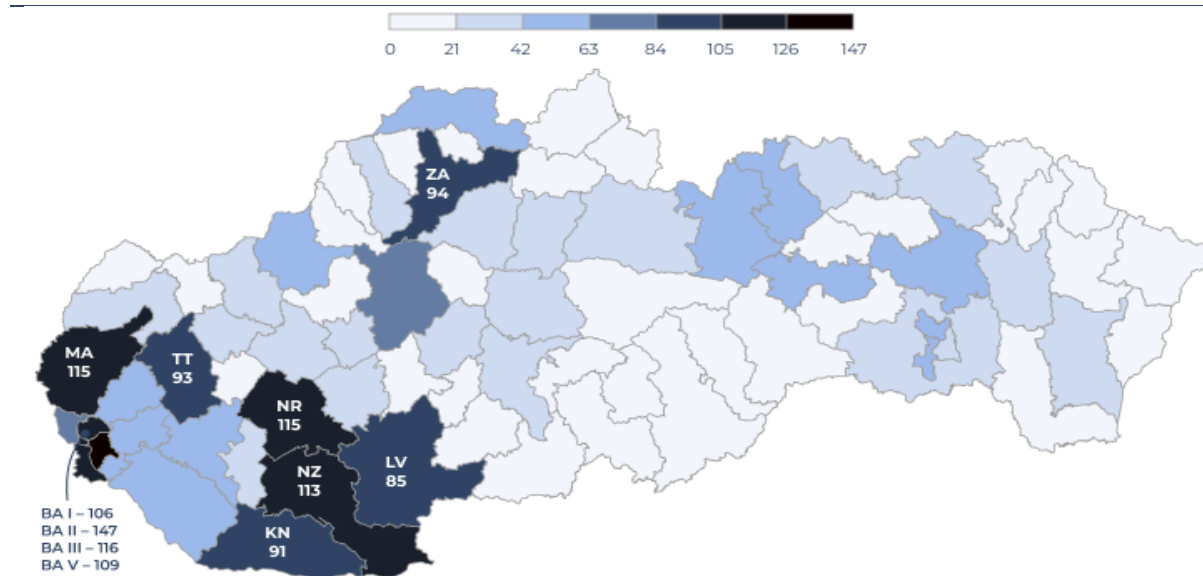 0 21 42 63 84 105 126 147
ZA
94
MA
115
TT
93
NR
115
LV
85
NZ
113
KN
91
BA I – 106
BA II – 147
BA III – 116
BA V – 109